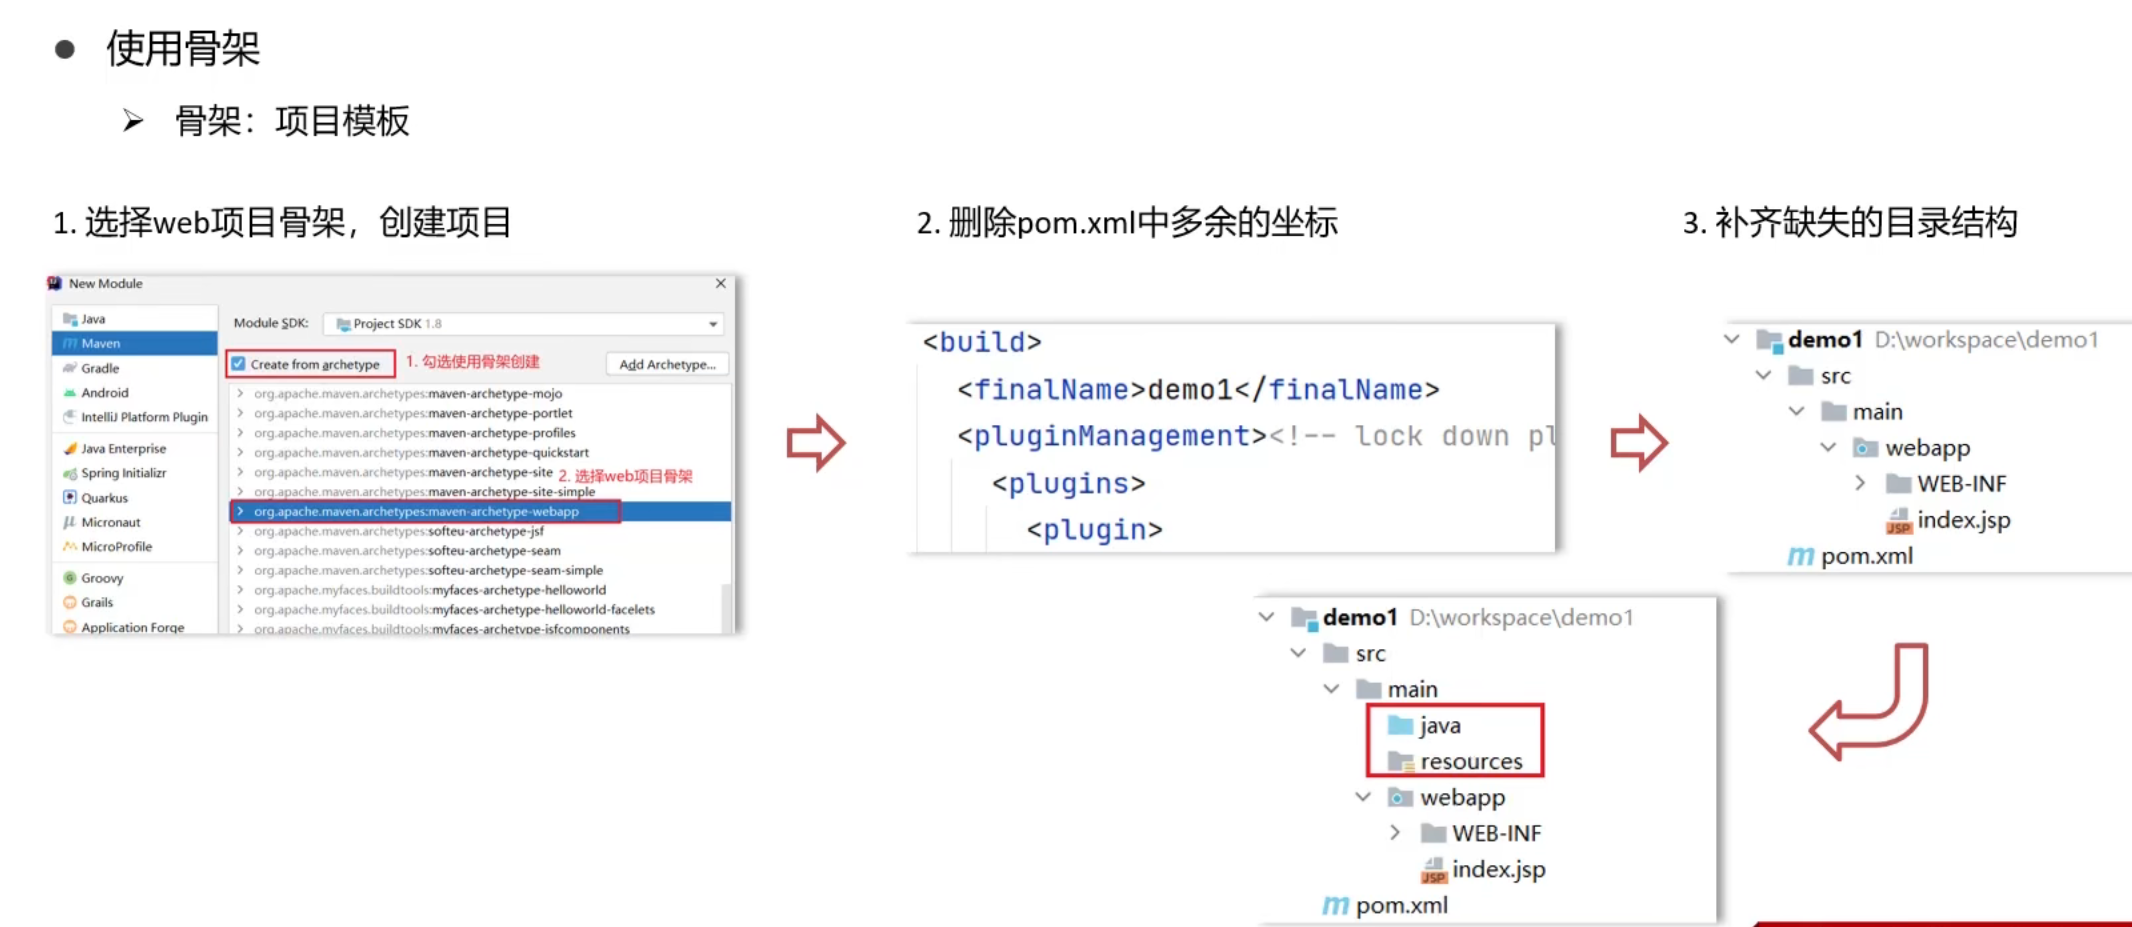 使用骨架
骨架：项目模板
1. 选择web项目骨架，创建项目
New Module
Java
Maven
Gradle
Android
IntelliJ Platform Plugin
Java Enterprise
Spring Initializr
Quarkus
Micronaut
MicroProfile
Groovy
Grails
Application Forge
Module SDK: Project SDK 1.8
Create from archetype 1. 勾选使用骨架创建 Add Archetype...
org.apache.maven.archetypes:maven-archetype-mojo
org.apache.maven.archetypes:maven-archetype-portlet
org.apache.maven.archetypes:maven-archetype-profiles
org.apache.maven.archetypes:maven-archetype-quickstart
org.apache.maven.archetypes:maven-archetype-site
2. 选择web项目骨架
org.apache.maven.archetypes:maven-archetype-site-simple
org.apache.maven.archetypes:maven-archetype-webapp
org.apache.maven.archetypes:softeu-archetype-jsf
org.apache.maven.archetypes:softeu-archetype-seam
org.apache.maven.archetypes:softeu-archetype-seam-simple
org.apache.myfaces.buildtools:myfaces-archetype-helloworld
org.apache.myfaces.buildtools:myfaces-archetype-helloworld-facelets
org.apache.myfaces.buildtools:myfaces-archetype-jsfcomponents
2. 删除pom.xml中多余的坐标
<build>
<finalName>demo1</finalName>
<pluginManagement><!-- lock down pl
<plugins>
<plugin>
3. 补齐缺失的目录结构
demo1 D:\workspace\demo1
src
main
webapp
WEB-INF
JSP index.jsp
m pom.xml
demo1 D:\workspace\demo1
src
main
java
resources
webapp
WEB-INF
JSP index.jsp
m pom.xml